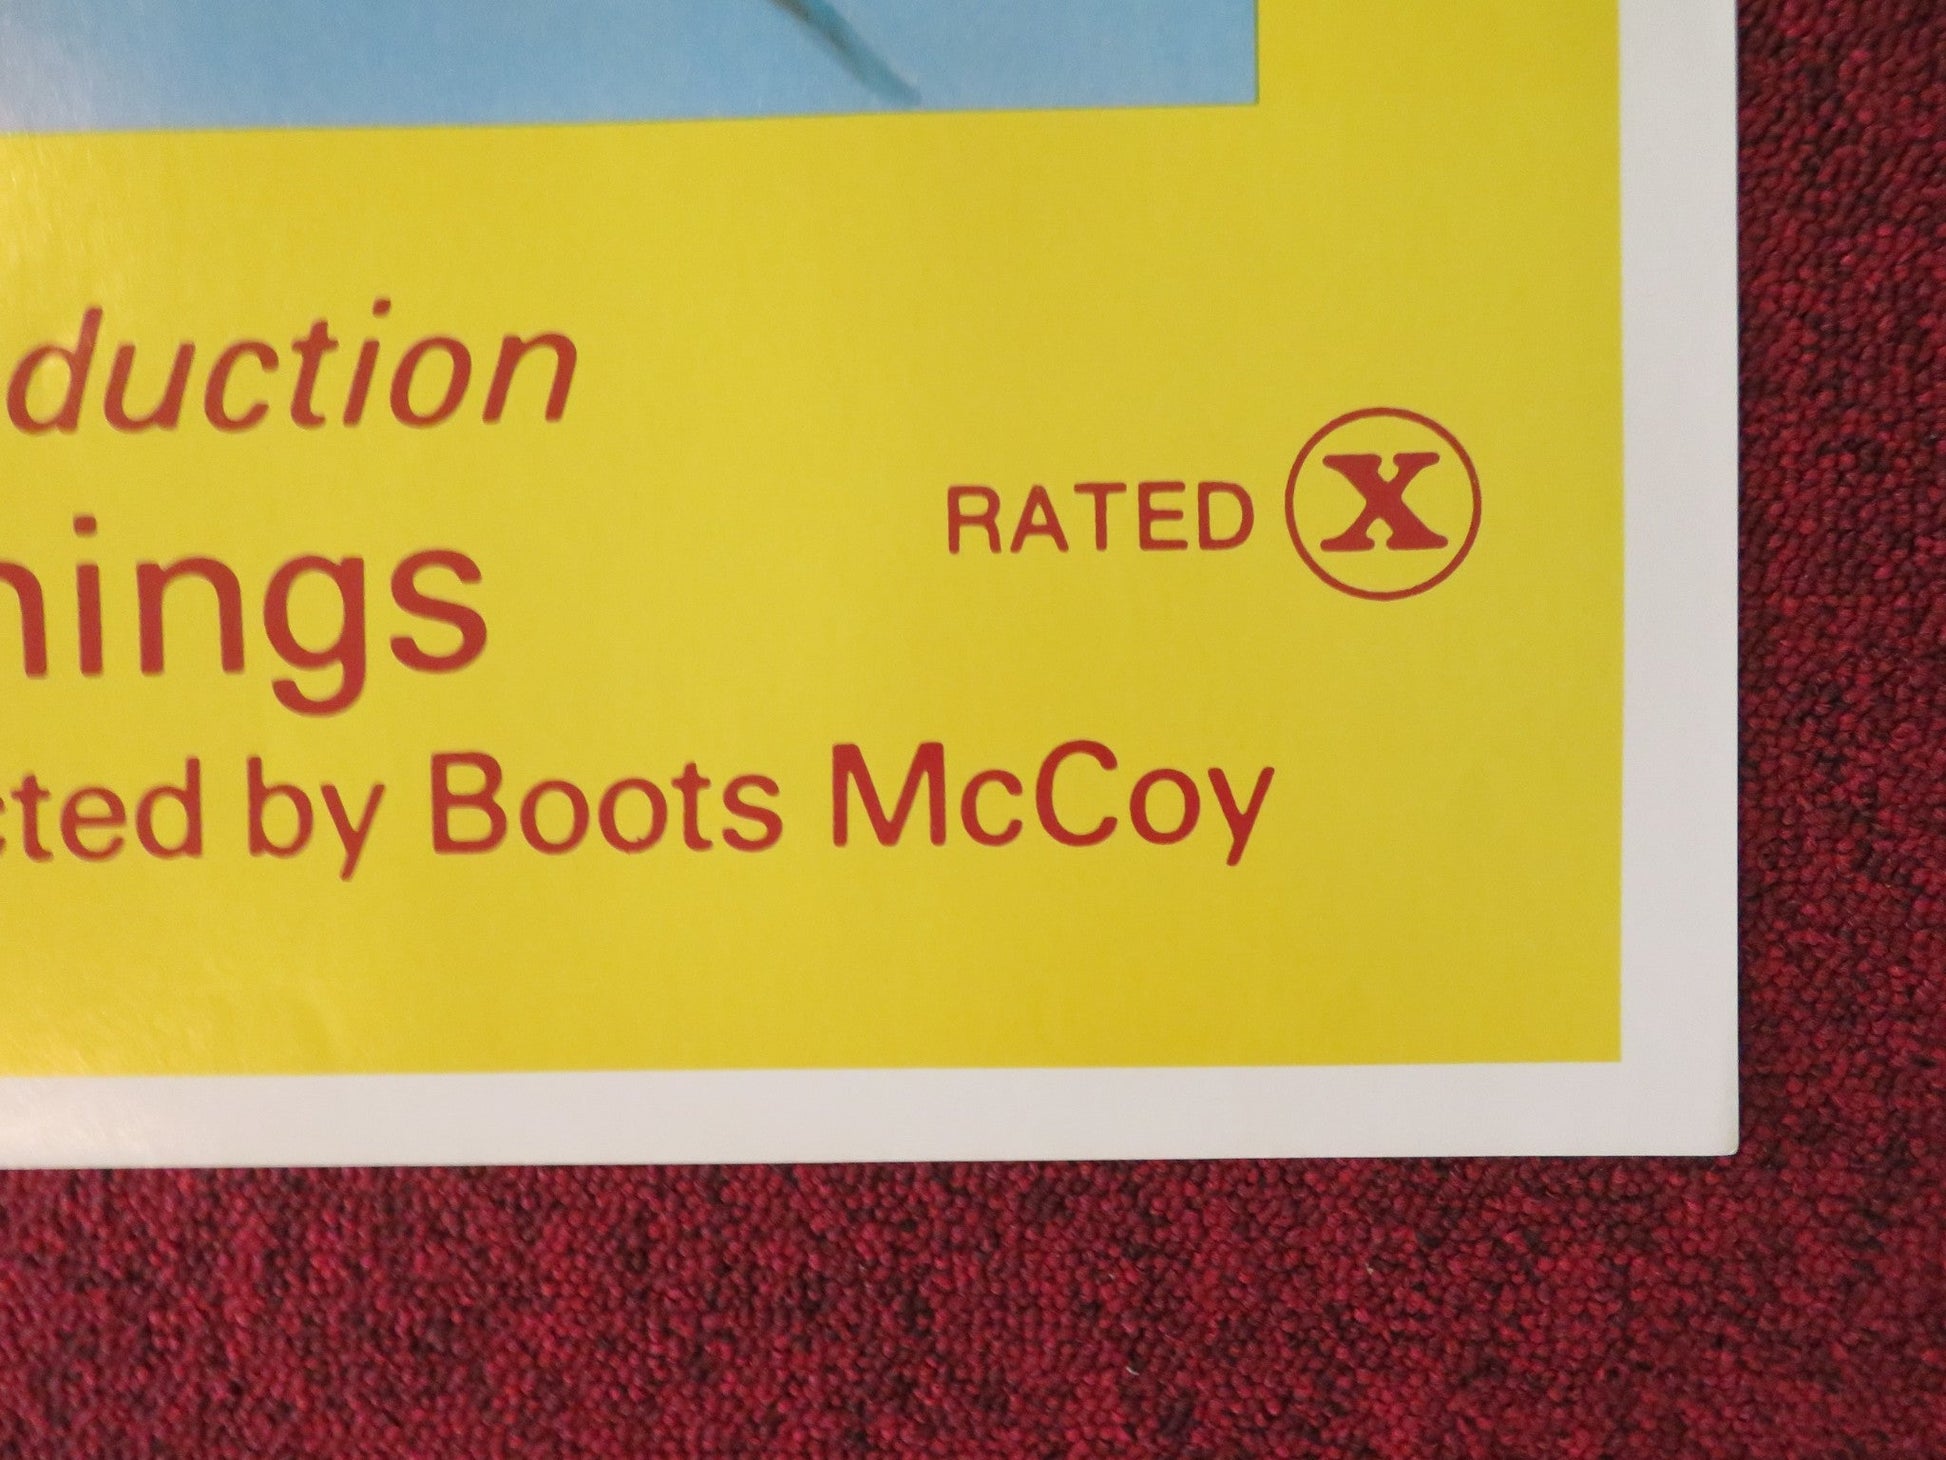 duction
RATED X
nings
cted by Boots McCoy